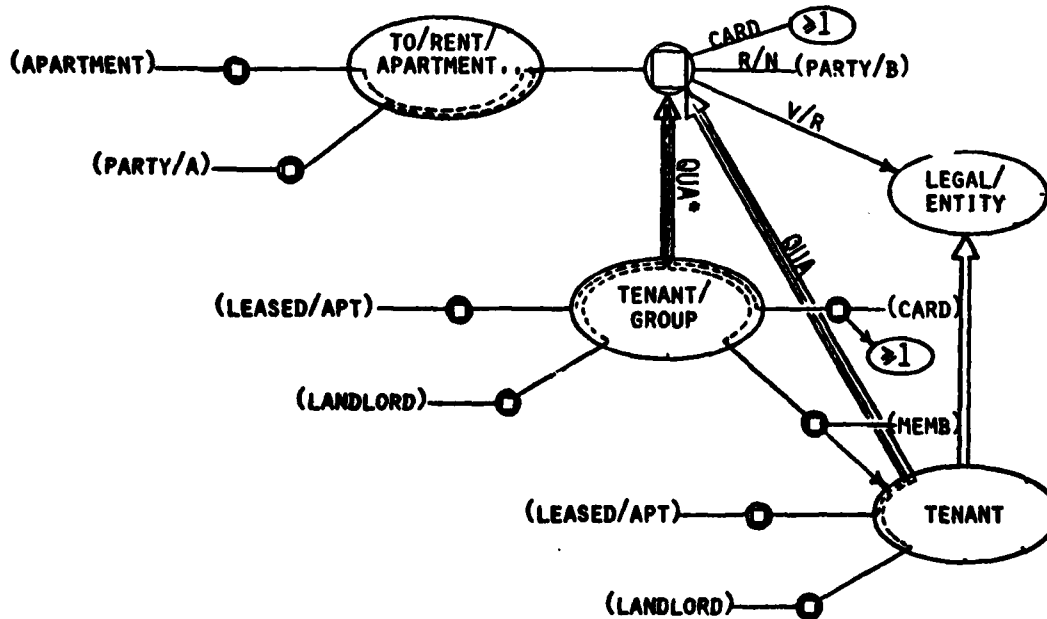 CARD
≥1
(APARTMENT)
TO/RENT/
APARTMENT.
R/N
(PARTY/B)
V/R
(PARTY/A)
LEGAL/
ENTITY
QUA*
QUA
(LEASED/APT)
TENANT/
GROUP
(CARD)
≥1
(LANDLORD)
(MEMB)
(LEASED/APT)
TENANT
(LANDLORD)